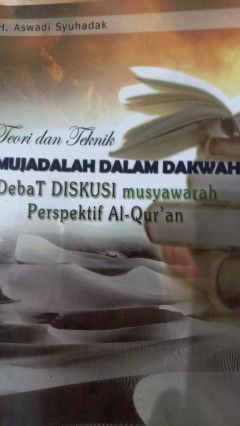 H. Aswadi Syuhadak
Teori dan Teknik
MUJADALAH DALAM DAKWAH
DebaT DISKUSI musyawarah
Perspektif Al-Qur'an